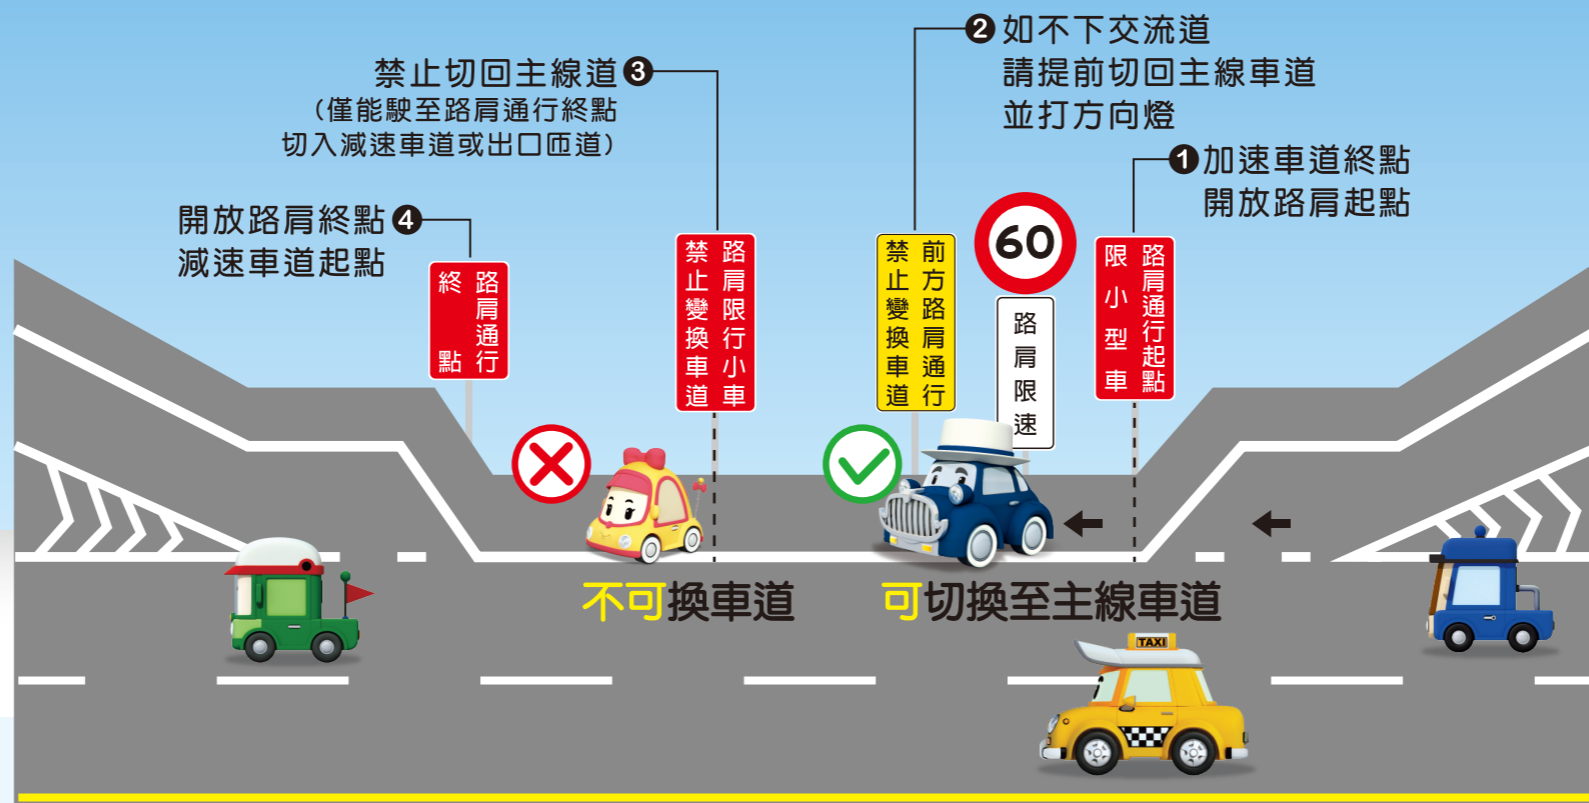 ❷如不下交流道
請提前切回主線車道
並打方向燈
禁止切回主線道❸
(僅能駛至路肩通行終點
切入減速車道或出口匝道)
❶加速車道終點
開放路肩起點
開放路肩終點❹
減速車道起點
路肩通行
終點
路肩限行小車
禁止變換車道
前方路肩通行
禁止變換車道
60
路肩限速
路肩通行起點
限小型車
不可換車道
可切換至主線車道
TAXI